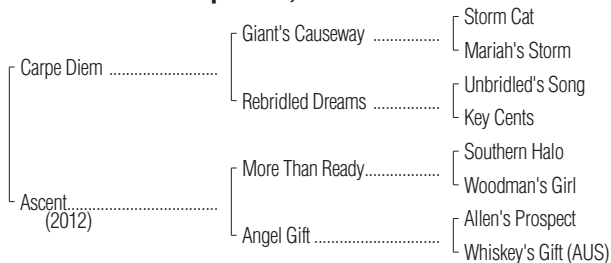 Storm Cat
Giant's Causeway ................
Mariah's Storm
Carpe Diem ..........................
Unbridled's Song
Rebridled Dreams ................
Key Cents
Southern Halo
More Than Ready..................
Woodman's Girl
Ascent.....................................
(2012)
Allen's Prospect
Angel Gift ..............................
Whiskey's Gift (AUS)